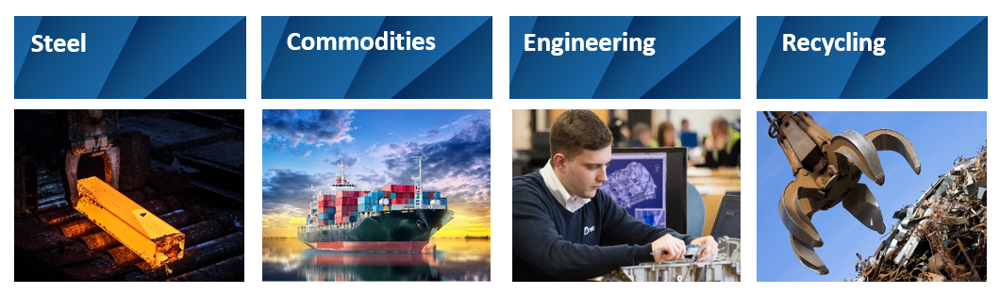 Steel
Commodities
Engineering
Recycling